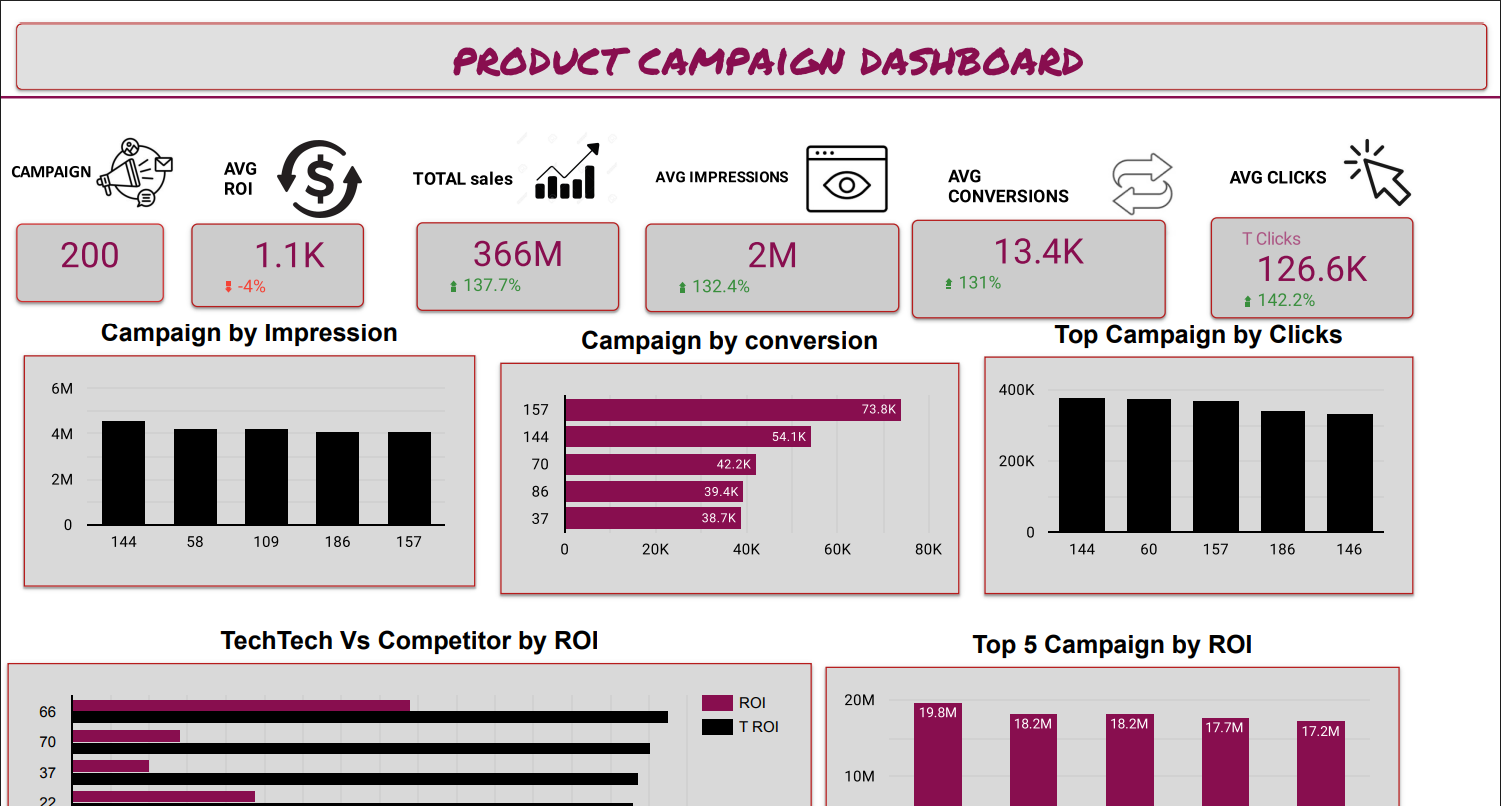 PRODUCT CAMPAIGN DASHBOARD
CAMPAIGN
AVG
ROI
TOTAL sales
AVG IMPRESSIONS
AVG
CONVERSIONS
AVG CLICKS
200
1.1K
-4%
366M
137.7%
2M
132.4%
13.4K
131%
T Clicks
126.6K
142.2%
Campaign by Impression
6M
4M
2M
0
144 58 109 186 157
Campaign by conversion
157 73.8K
144 54.1K
70 42.2K
86 39.4K
37 38.7K
0 20K 40K 60K 80K
Top Campaign by Clicks
400K
200K
0
144 60 157 186 146
TechTech Vs Competitor by ROI
66
70
37
22
ROI
T ROI
Top 5 Campaign by ROI
20M
10M
19.8M 18.2M 18.2M 17.7M 17.2M